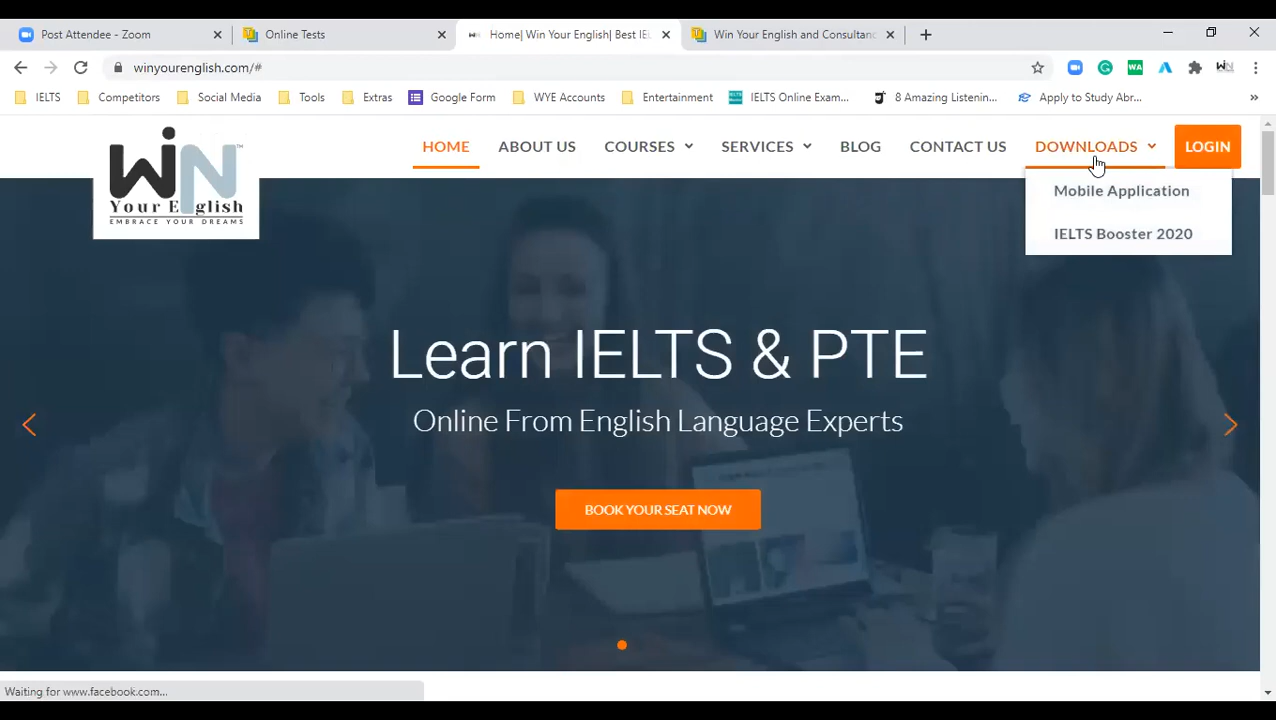 Post Attendee - Zoom
Online Tests
Home| Win Your English| Best IEL
Win Your English and Consultanc
winyourenglish.com/#
IELTS
Competitors
Social Media
Tools
Extras
Google Form
WYE Accounts
Entertainment
IELTS Online Exam...
8 Amazing Listenin...
Apply to Study Abr...
WiN
Your English
EMBRACE YOUR DREAMS
HOME
ABOUT US
COURSES
SERVICES
BLOG
CONTACT US
DOWNLOADS
LOGIN
Mobile Application
IELTS Booster 2020
Learn IELTS & PTE
Online From English Language Experts
BOOK YOUR SEAT NOW
Waiting for www.facebook.com...